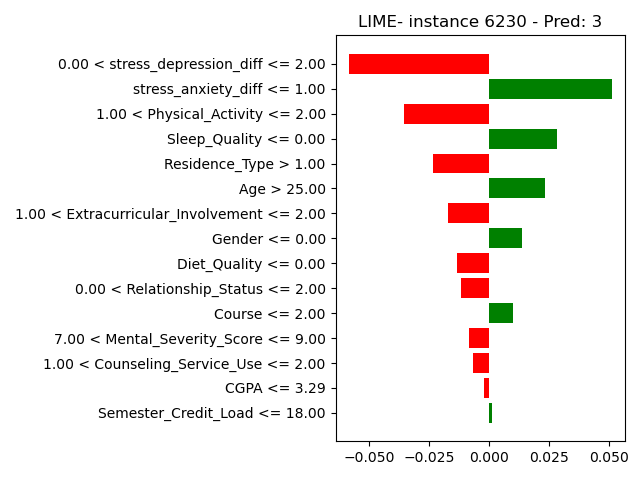 LIME- instance 6230 - Pred: 3
0.00 < stress_depression_diff <= 2.00
stress_anxiety_diff <= 1.00
1.00 < Physical_Activity <= 2.00
Sleep_Quality <= 0.00
Residence_Type > 1.00
Age > 25.00
1.00 < Extracurricular_Involvement <= 2.00
Gender <= 0.00
Diet_Quality <= 0.00
0.00 < Relationship_Status <= 2.00
Course <= 2.00
7.00 < Mental_Severity_Score <= 9.00
1.00 < Counseling_Service_Use <= 2.00
CGPA <= 3.29
Semester_Credit_Load <= 18.00
−0.050 −0.025 0.000 0.025 0.050